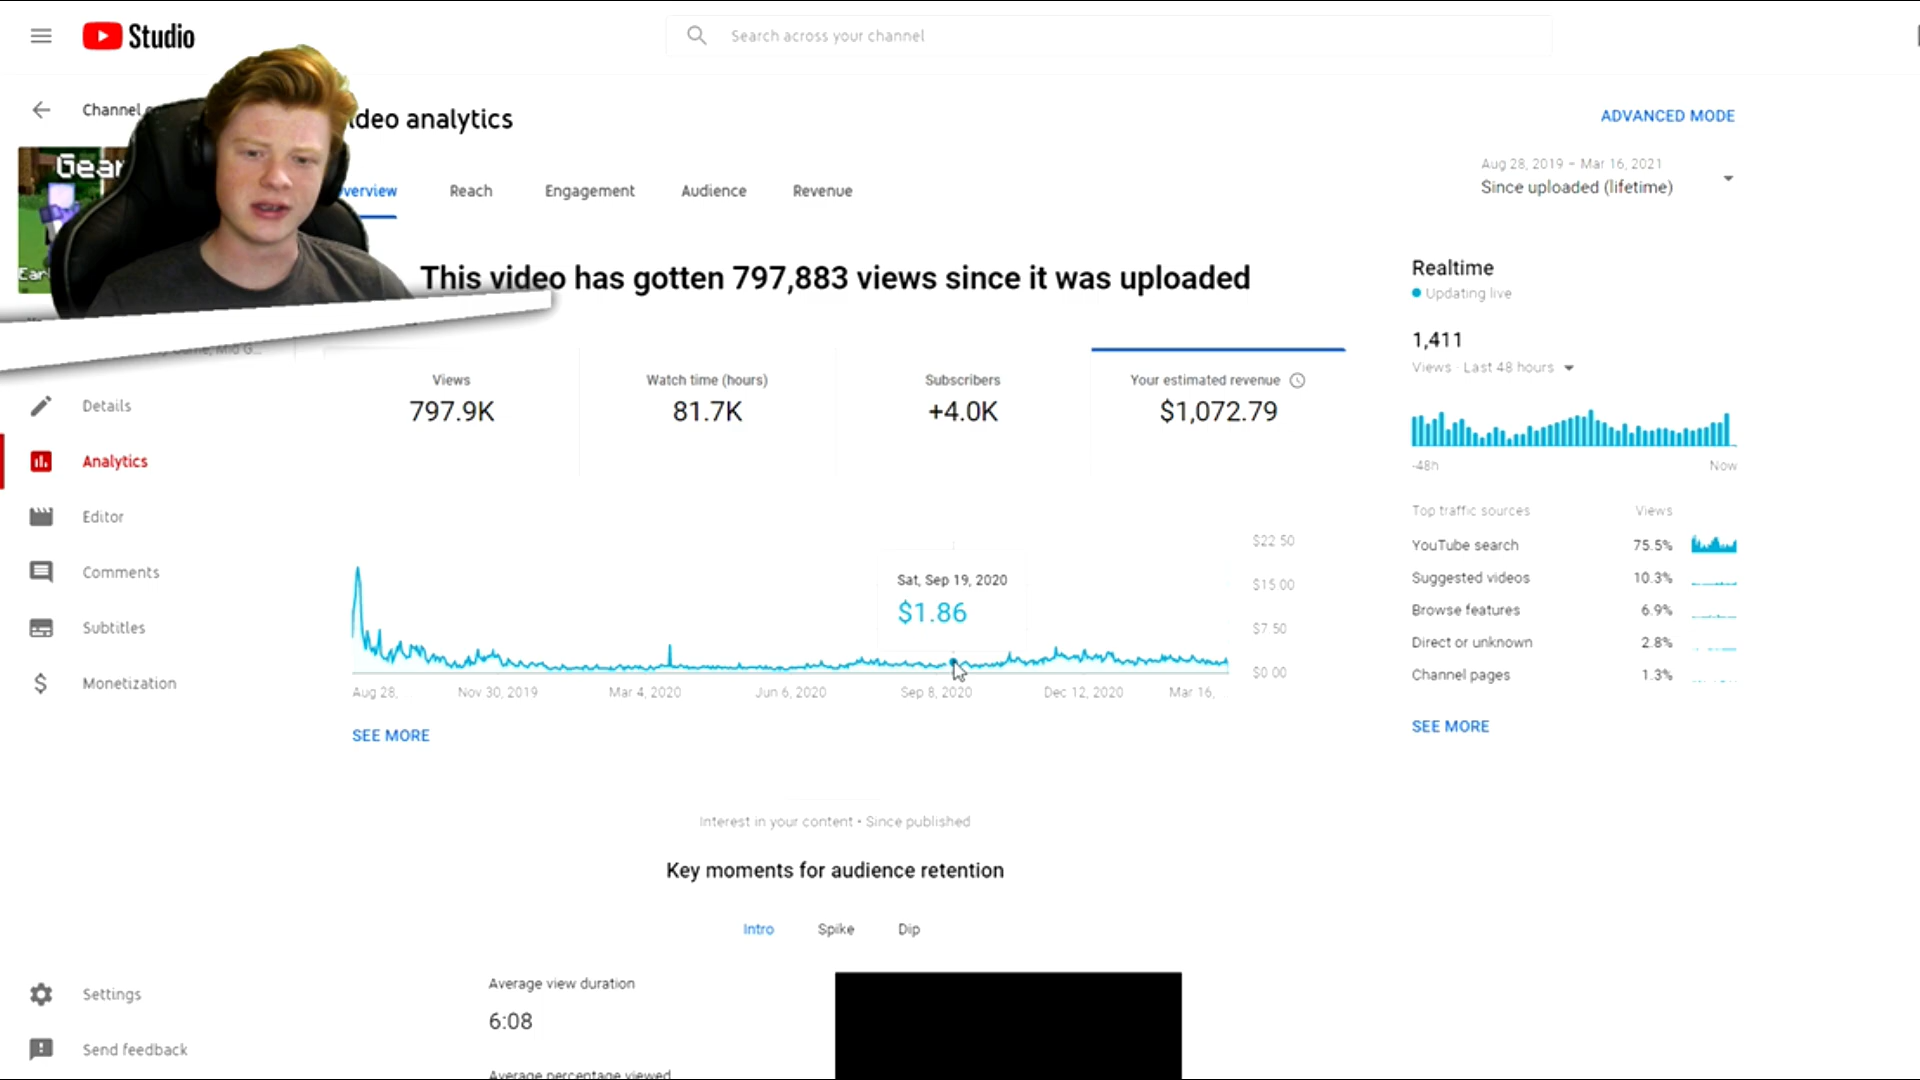 Studio
Search across your channel
Channel
deo analytics
ADVANCED MODE
Aug 28, 2019 – Mar 16, 2021
Since uploaded (lifetime)
Gear
Ear
verview
Reach
Engagement
Audience
Revenue
This video has gotten 797,883 views since it was uploaded
Realtime
Updating live
1,411
Views · Last 48 hours
-48h
Now
Views
797.9K
Watch time (hours)
81.7K
Subscribers
+4.0K
Your estimated revenue
$1,072.79
Details
Analytics
Editor
Comments
Subtitles
Monetization
Settings
Send feedback
$22.50
$15.00
$7.50
$0.00
Sat, Sep 19, 2020
$1.86
Aug 28,
Nov 30, 2019
Mar 4, 2020
Jun 6, 2020
Sep 8, 2020
Dec 12, 2020
Mar 16,
SEE MORE
Top traffic sources
Views
YouTube search
75.5%
Suggested videos
10.3%
Browse features
6.9%
Direct or unknown
2.8%
Channel pages
1.3%
SEE MORE
Interest in your content • Since published
Key moments for audience retention
Intro
Spike
Dip
Average view duration
6:08
Average percentage viewed